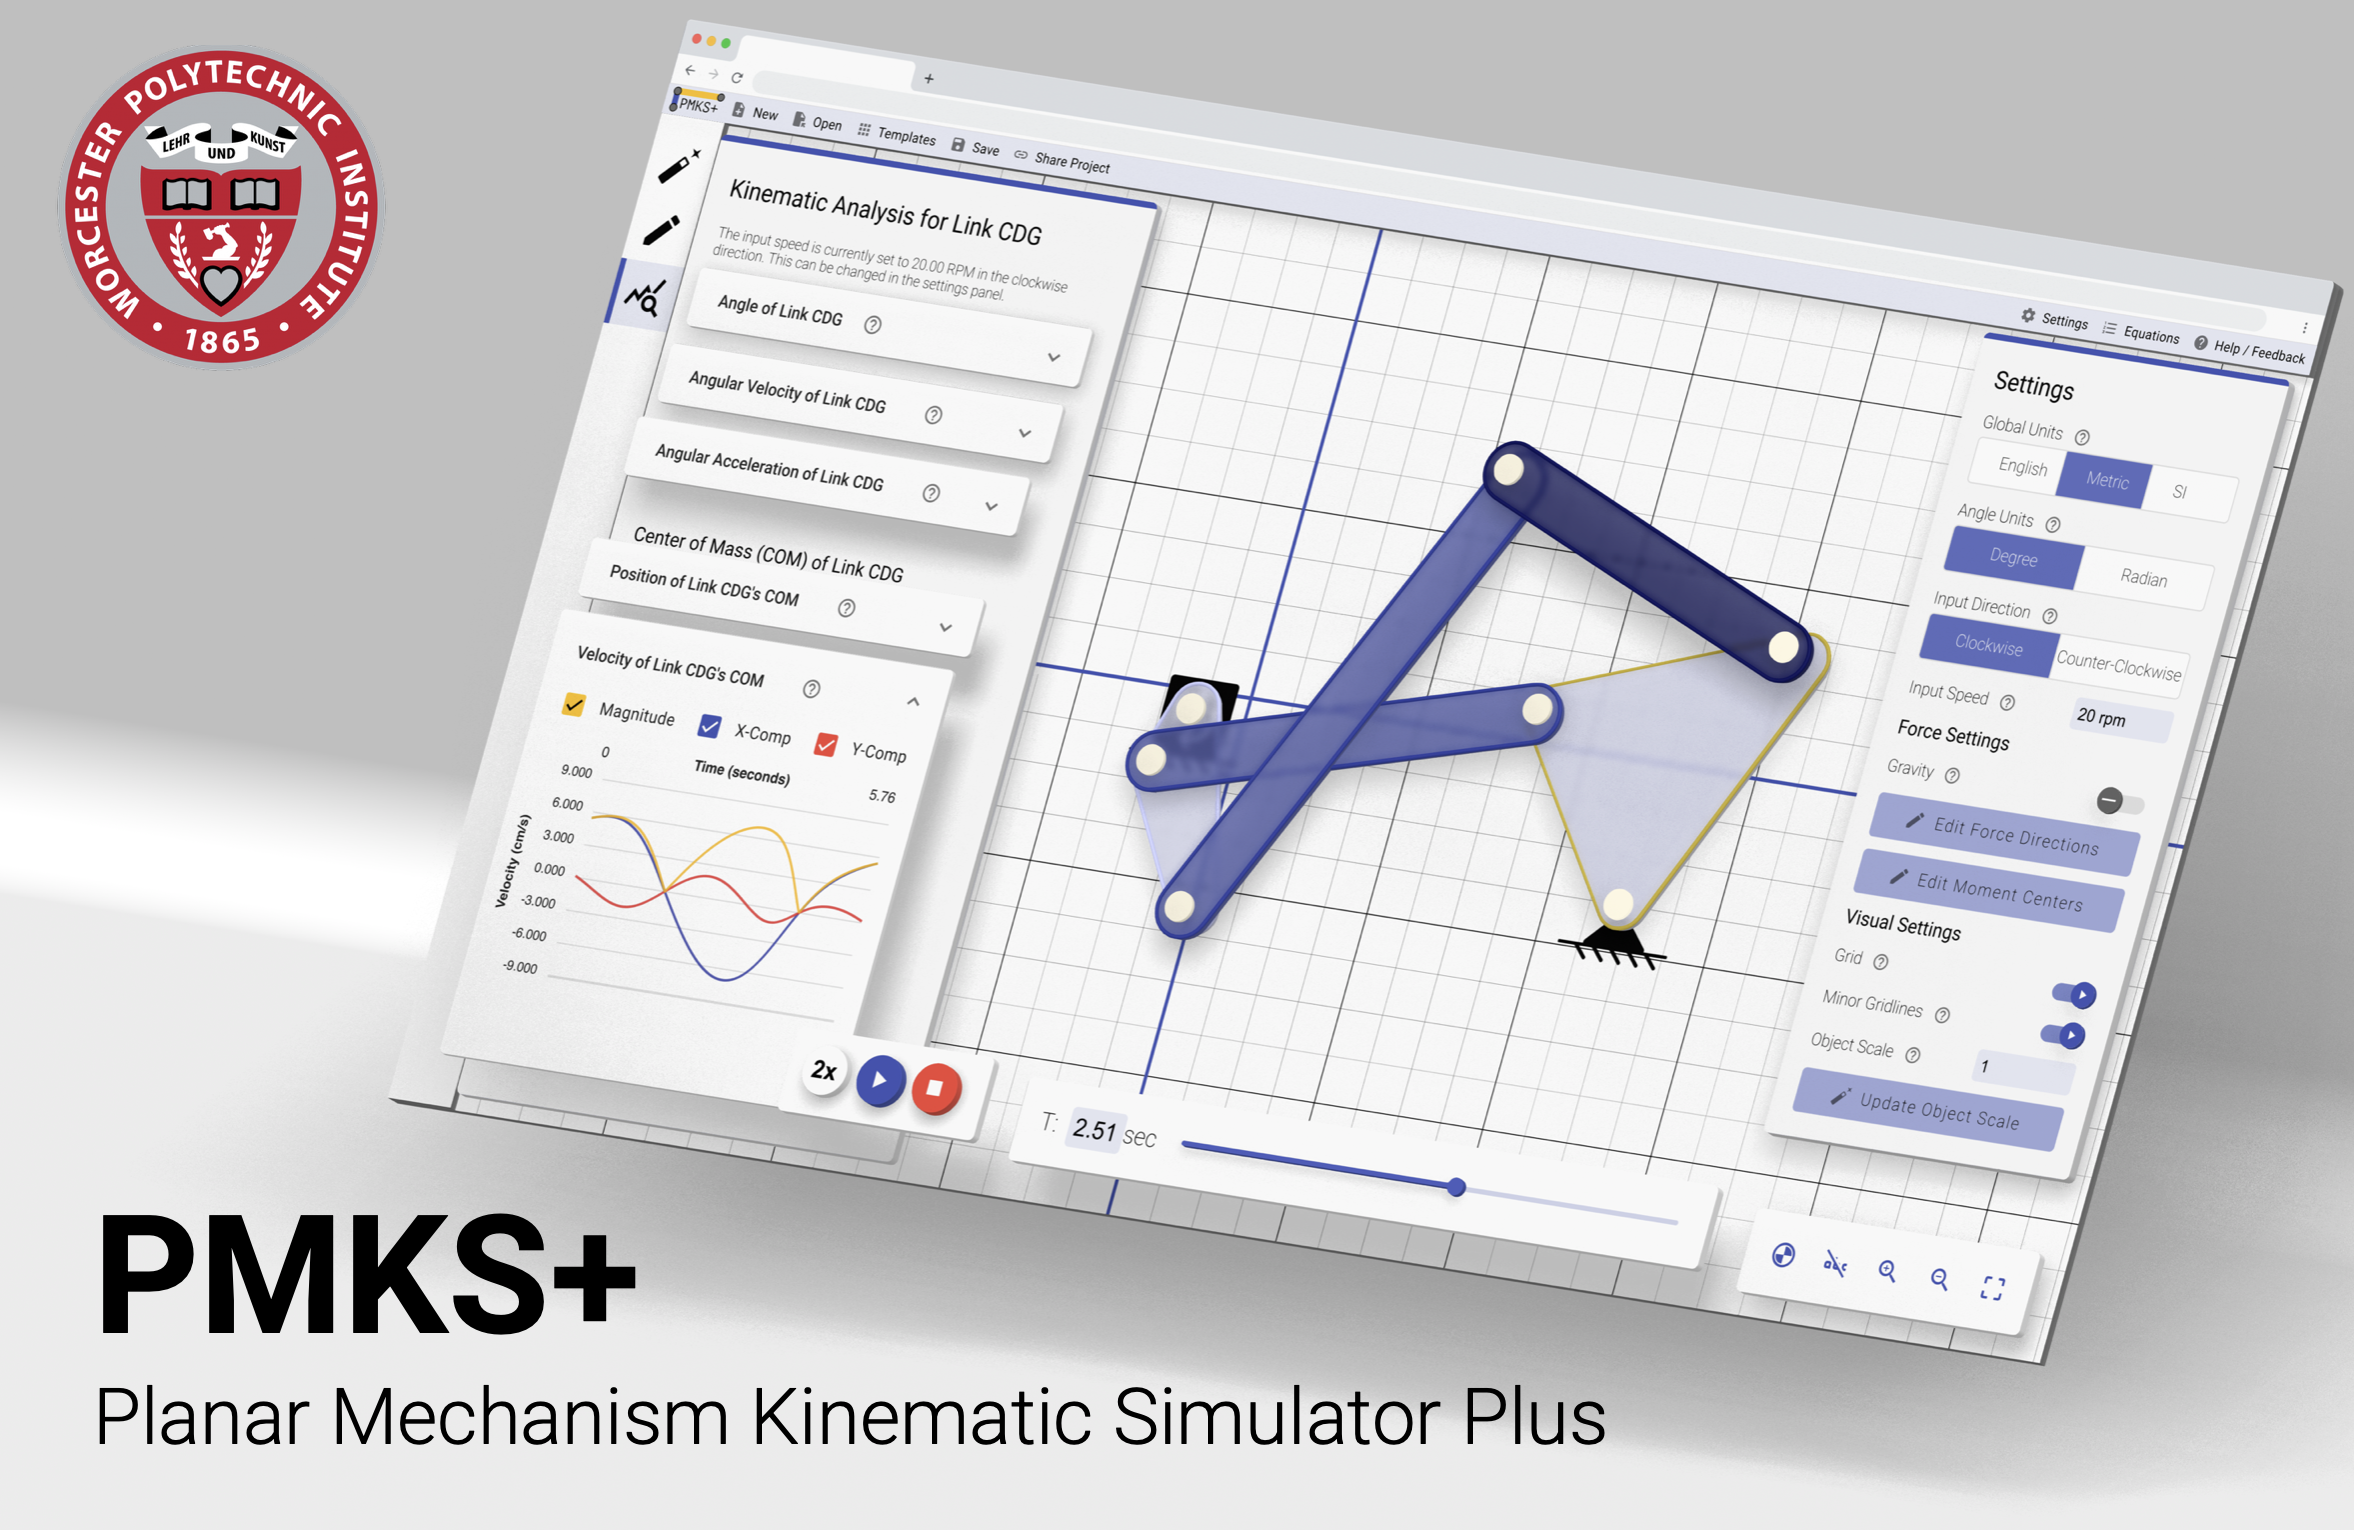 WORCESTER POLYTECHNIC INSTITUTE
LEHR UND KUNST
1865
PMKS+
New
Open
Templates
Save
Share Project
Settings
Equations
Help / Feedback
Kinematic Analysis for Link CDG
The input speed is currently set to 20.00 RPM in the clockwise
direction. This can be changed in the settings panel.
Angle of Link CDG
Angular Velocity of Link CDG
Angular Acceleration of Link CDG
Center of Mass (COM) of Link CDG
Position of Link CDG's COM
Velocity of Link CDG's COM
Magnitude
X-Comp
Y-Comp
0
Time (seconds)
5.76
Velocity (cm/s)
9.000
6.000
3.000
0.000
-3.000
-6.000
-9.000
2x
T: 2.51 sec
Settings
Global Units
English
Metric
SI
Angle Units
Degree
Radian
Input Direction
Clockwise
Counter-Clockwise
Input Speed
20 rpm
Force Settings
Gravity
Edit Force Directions
Edit Moment Centers
Visual Settings
Grid
Minor Gridlines
Object Scale
1
Update Object Scale
abc
PMKS+
Planar Mechanism Kinematic Simulator Plus